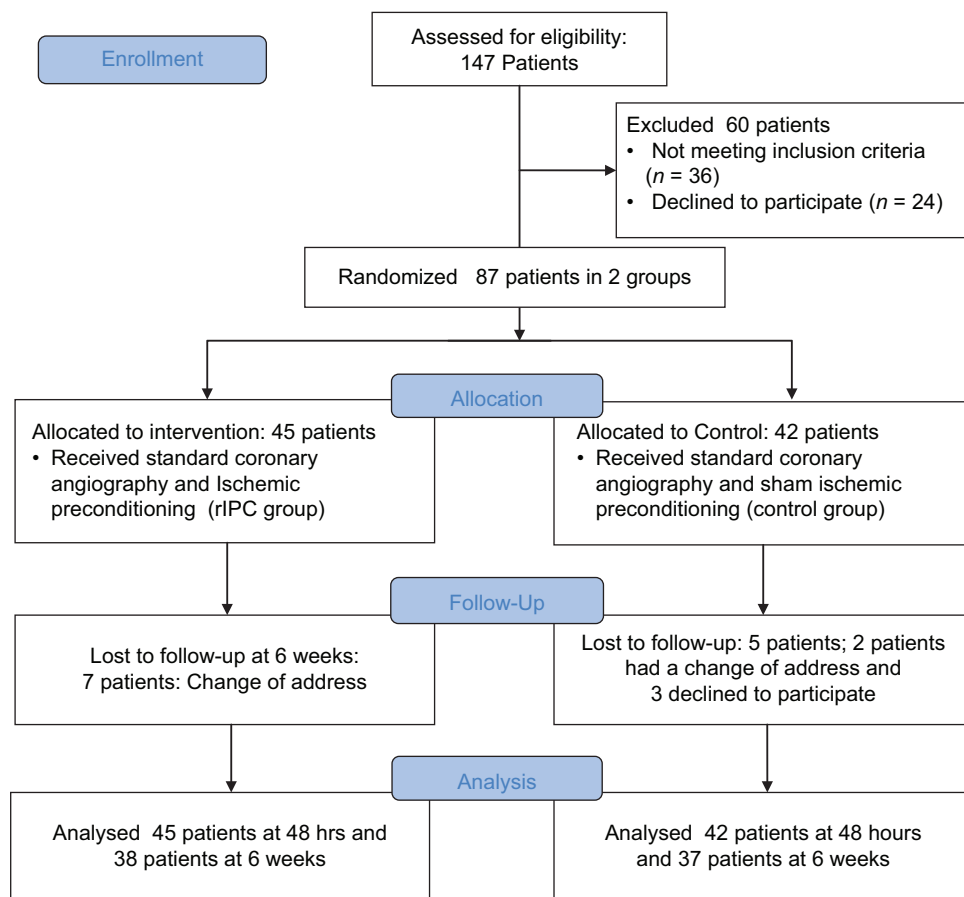 Enrollment
Assessed for eligibility:
147 Patients
Excluded 60 patients
• Not meeting inclusion criteria
(n = 36)
• Declined to participate (n = 24)
Randomized 87 patients in 2 groups
Allocation
Allocated to intervention: 45 patients
• Received standard coronary
angiography and Ischemic
preconditioning (rIPC group)
Allocated to Control: 42 patients
• Received standard coronary
angiography and sham ischemic
preconditioning (control group)
Follow-Up
Lost to follow-up at 6 weeks:
7 patients: Change of address
Lost to follow-up: 5 patients; 2 patients
had a change of address and
3 declined to participate
Analysis
Analysed 45 patients at 48 hrs and
38 patients at 6 weeks
Analysed 42 patients at 48 hours
and 37 patients at 6 weeks